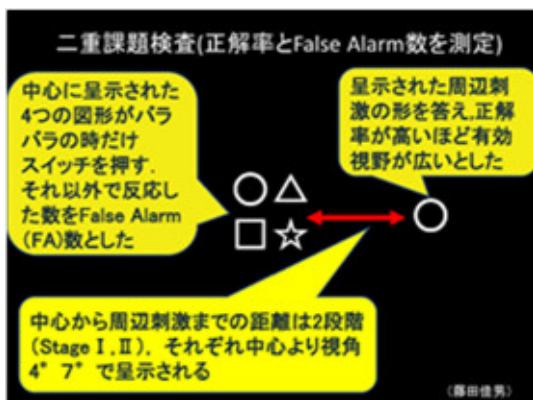 二重課題検査(正解率とFalse Alarm数を測定)
中心に呈示された
4つの図形がバラ
バラの時だけ
スイッチを押す.
それ以外で反応し
た数をFalse Alarm
(FA)数とした
呈示された周辺刺
激の形を答え,正解
率が高いほど有効
視野が広いとした
中心から周辺刺激までの距離は2段階
(Stage Ⅰ,Ⅱ), それぞれ中心より視角
4° 7° で呈示される
(藤田佳男)